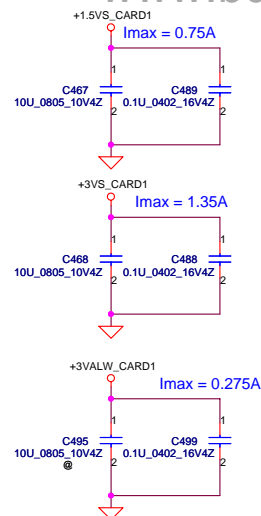 +1.5VS_CARD1
Imax = 0.75A
1 1
C467 C489
10U_0805_10V4Z 0.1U_0402_16V4Z
2 2
+3VS_CARD1
Imax = 1.35A
1 1
C468 C488
10U_0805_10V4Z 0.1U_0402_16V4Z
2 2
+3VALW_CARD1
Imax = 0.275A
1 1
C495 C499
10U_0805_10V4Z 0.1U_0402_16V4Z
@ 2 2